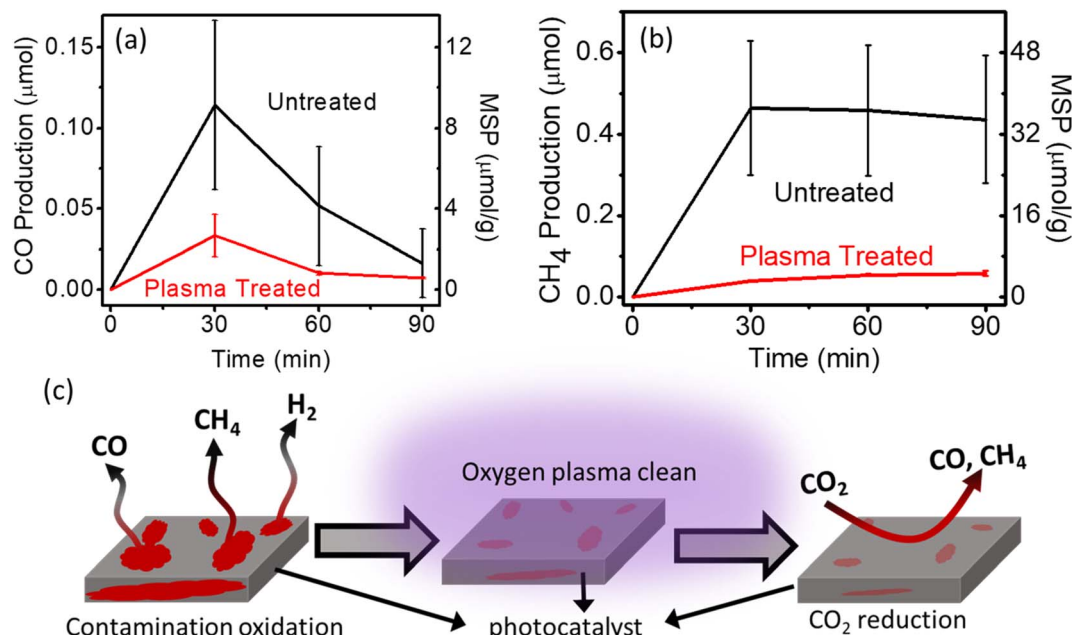 (a)
CO Production (μmol)
0.15
0.10
0.05
0.00
Untreated
Plasma Treated
12
8
4
0
MSP (μmol/g)
0
30
60
90
Time (min)
(b)
CH₄ Production (μmol)
0.6
0.4
0.2
0.0
Untreated
Plasma Treated
48
32
16
0
MSP (μmol/g)
0
30
60
90
Time (min)
(c)
CO
CH₄
H₂
Oxygen plasma clean
CO₂
CO, CH₄
Contamination oxidation
photocatalyst
CO₂ reduction